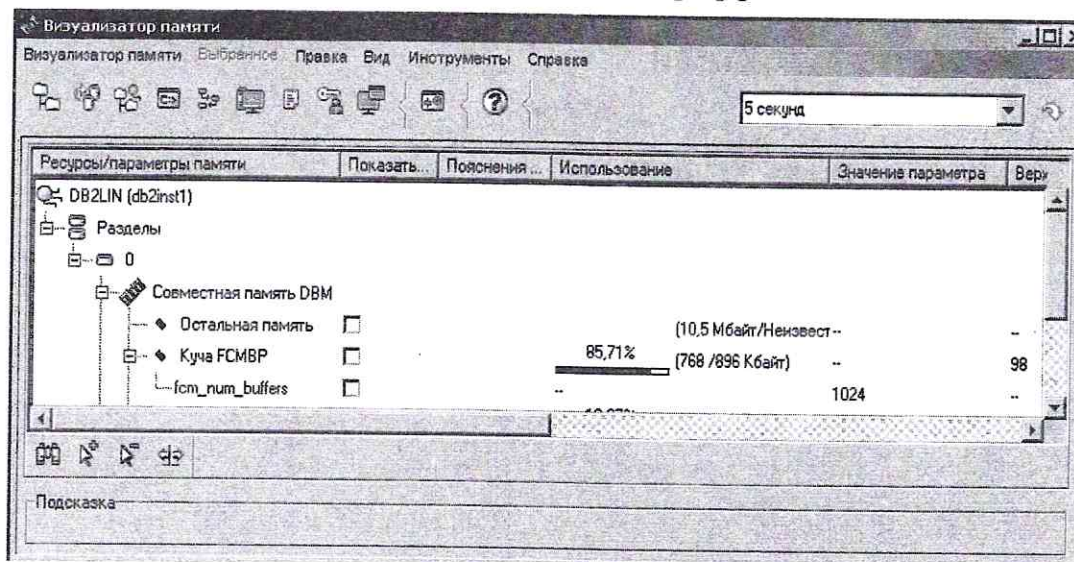 Визуализатор памяти
Визуализатор памяти Выбранное Правка Вид Инструменты Справка
5 секунд
Ресурсы/параметры памяти Показать... Пояснения ... Использование Значение параметра Верх
DB2LIN (db2inst1)
Разделы
0
Совместная память DBM
Остальная память (10,5 Мбайт/Неизвест-- --
Куча FCMBP 85,71% (768 /896 Кбайт) -- 98
fcm_num_buffers -- 1024 --
Подсказка